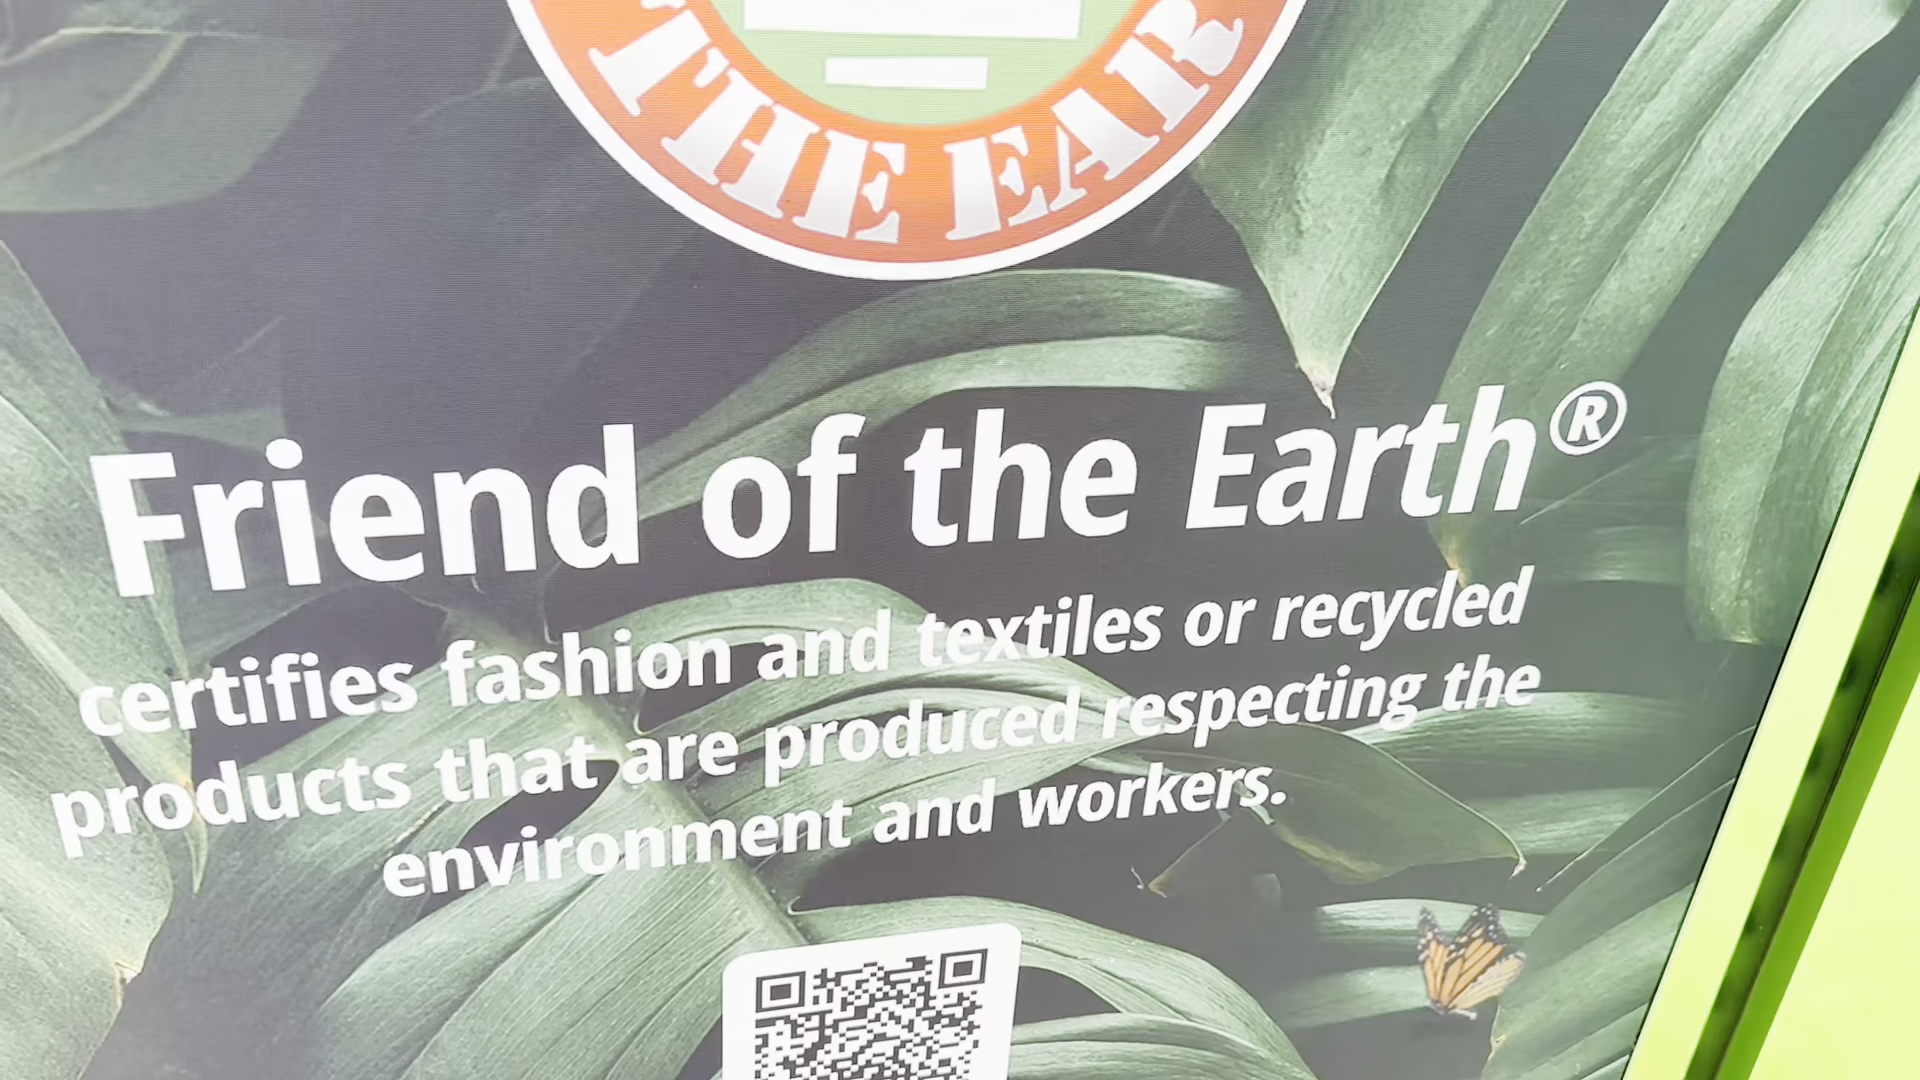 THE EAR
Friend of the Earth®
certifies fashion and textiles or recycled
products that are produced respecting the
environment and workers.